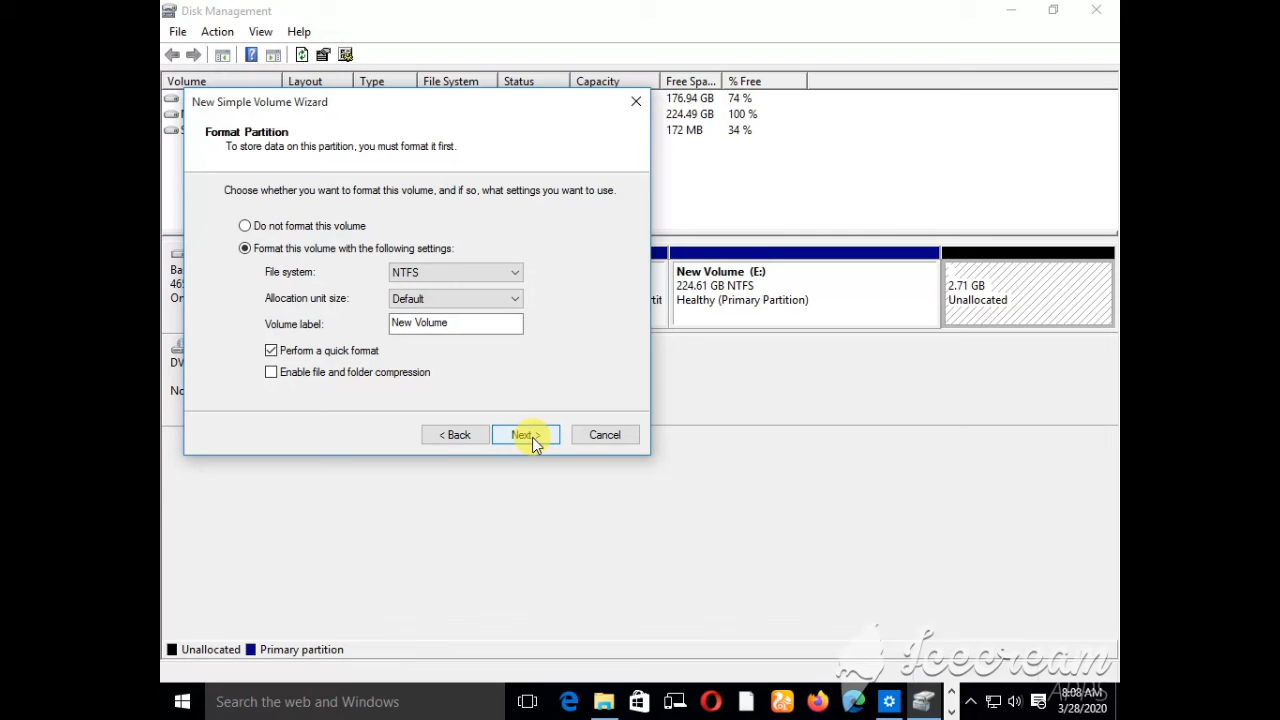 Disk Management
File Action View Help
Volume Layout Type File System Status Capacity Free Spa... % Free
176.94 GB 74 %
224.49 GB 100 %
172 MB 34 %
New Simple Volume Wizard
Format Partition
To store data on this partition, you must format it first.
Choose whether you want to format this volume, and if so, what settings you want to use.
Do not format this volume
Format this volume with the following settings:
File system: NTFS
Allocation unit size: Default
Volume label: New Volume
Perform a quick format
Enable file and folder compression
< Back Next > Cancel
New Volume (E:)
224.61 GB NTFS
Healthy (Primary Partition)
2.71 GB
Unallocated
Unallocated Primary partition
Icecream
Apps
Search the web and Windows
8:08 AM
3/28/2020